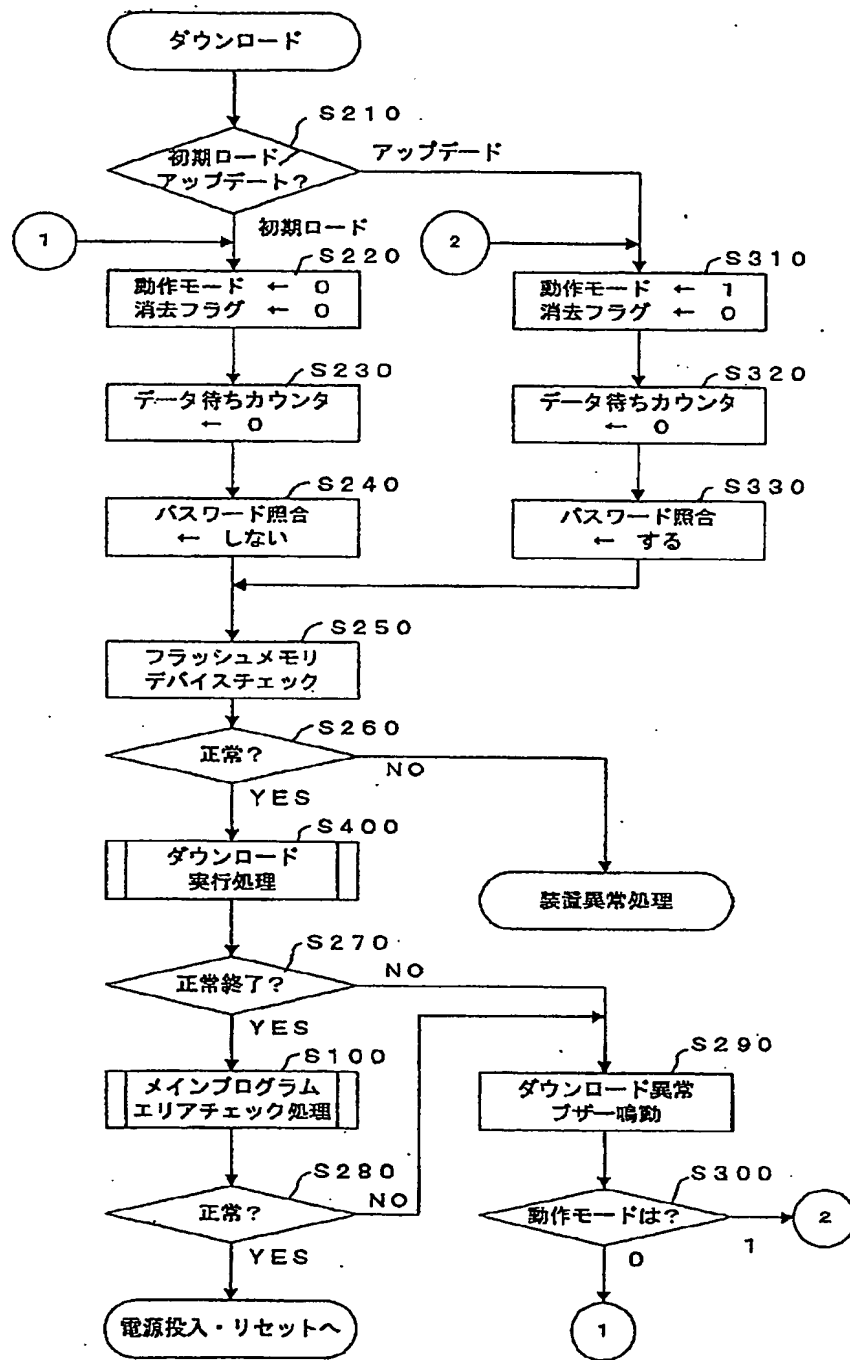 ダウンロード
S210
初期ロード
アップデート?
アップデード
1
初期ロード
2
S220
動作モード ← 0
消去フラグ ← 0
S310
動作モード ← 1
消去フラグ ← 0
S230
データ待ちカウンタ
← 0
S320
データ待ちカウンタ
← 0
S240
パスワード照合
← しない
S330
パスワード照合
← する
S250
フラッシュメモリ
デバイスチェック
S260
正常?
NO
YES
S400
ダウンロード
実行処理
装置異常処理
S270
正常終了?
NO
YES
S100
メインプログラム
エリアチェック処理
S290
ダウンロード異常
ブザー鳴動
S280
正常?
NO
YES
S300
動作モードは?
1
2
0
電源投入・リセットへ
1